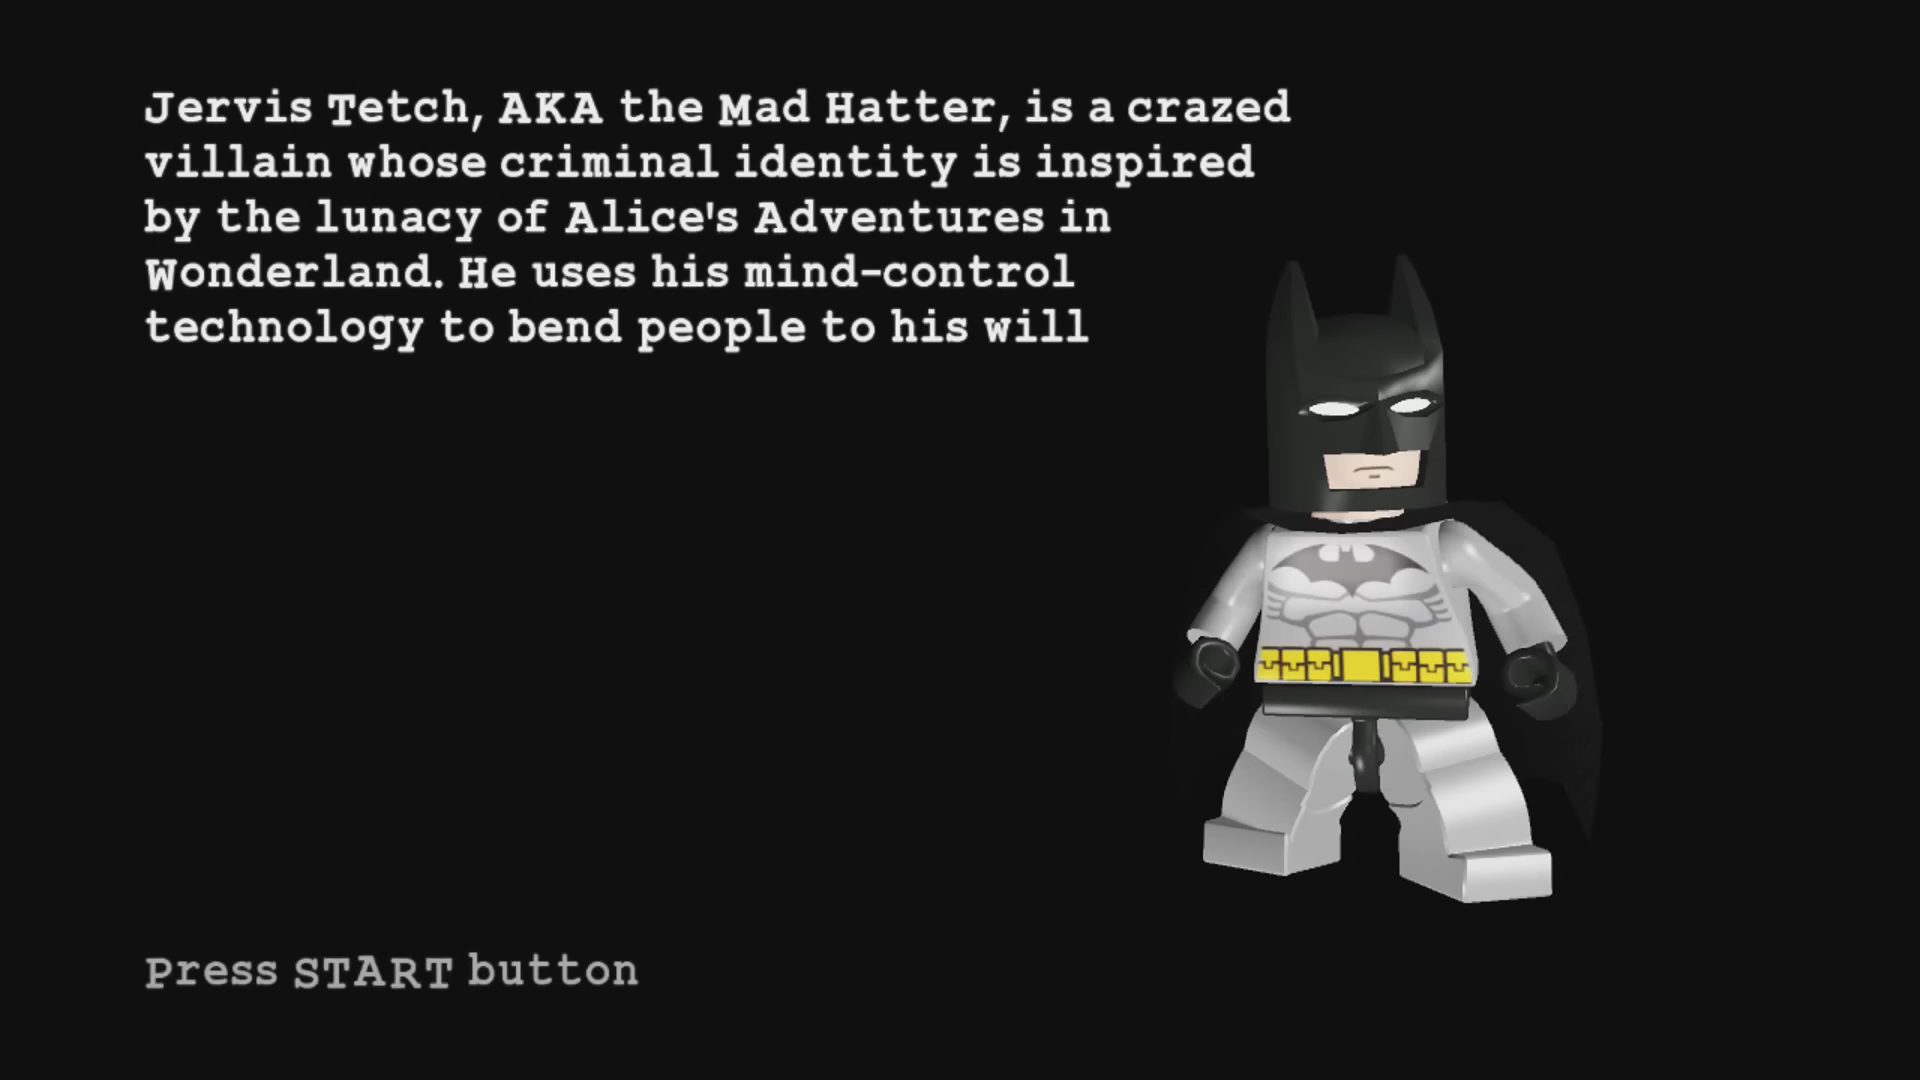 Jervis Tetch, AKA the Mad Hatter, is a crazed
villain whose criminal identity is inspired
by the lunacy of Alice's Adventures in
Wonderland. He uses his mind-control
technology to bend people to his will
Press START button